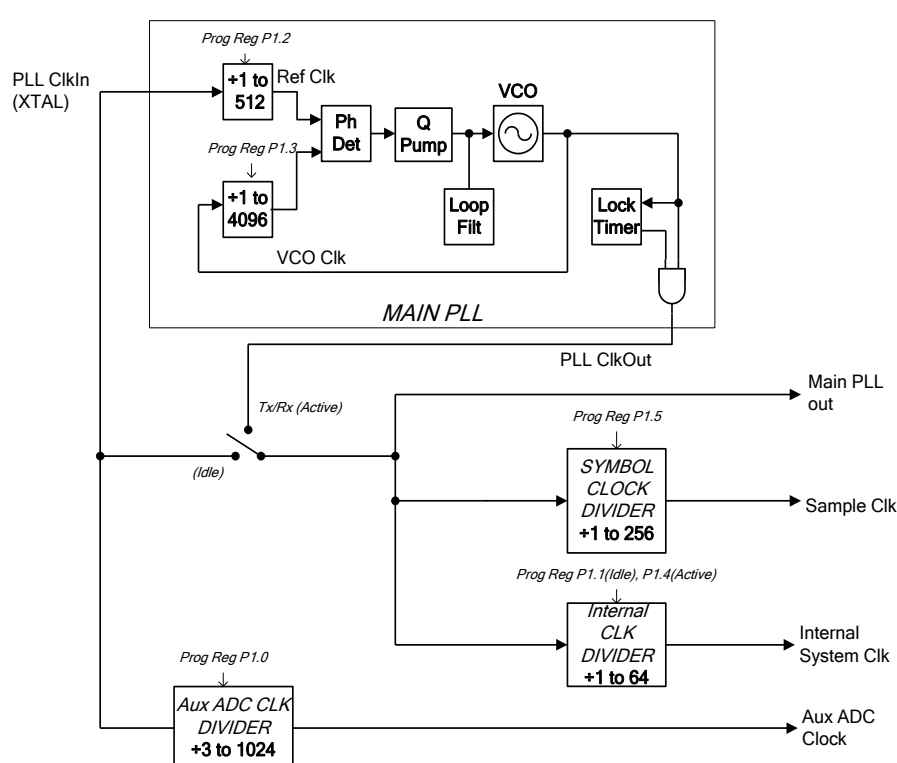 Prog Reg P1.2
PLL ClkIn
(XTAL)
+1 to
512
Ref Clk
Ph
Det
Q
Pump
VCO
Prog Reg P1.3
+1 to
4096
Loop
Filt
Lock
Timer
VCO Clk
MAIN PLL
PLL ClkOut
Main PLL
out
Tx/Rx (Active)
(Idle)
Prog Reg P1.5
SYMBOL
CLOCK
DIVIDER
+1 to 256
Sample Clk
Prog Reg P1.1(Idle), P1.4(Active)
Internal
CLK
DIVIDER
+1 to 64
Internal
System Clk
Prog Reg P1.0
Aux ADC CLK
DIVIDER
+3 to 1024
Aux ADC
Clock